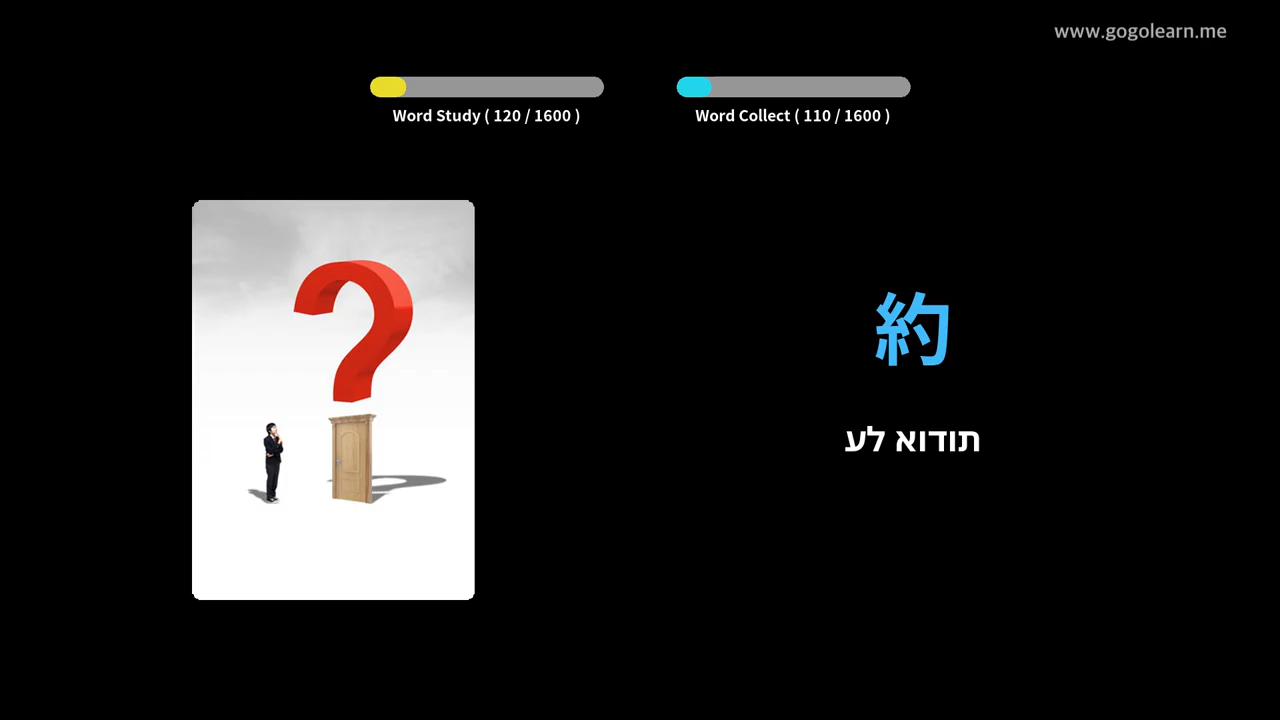 www.gogolearn.me
Word Study ( 120 / 1600 )
Word Collect ( 110 / 1600 )
約
תודוא לע